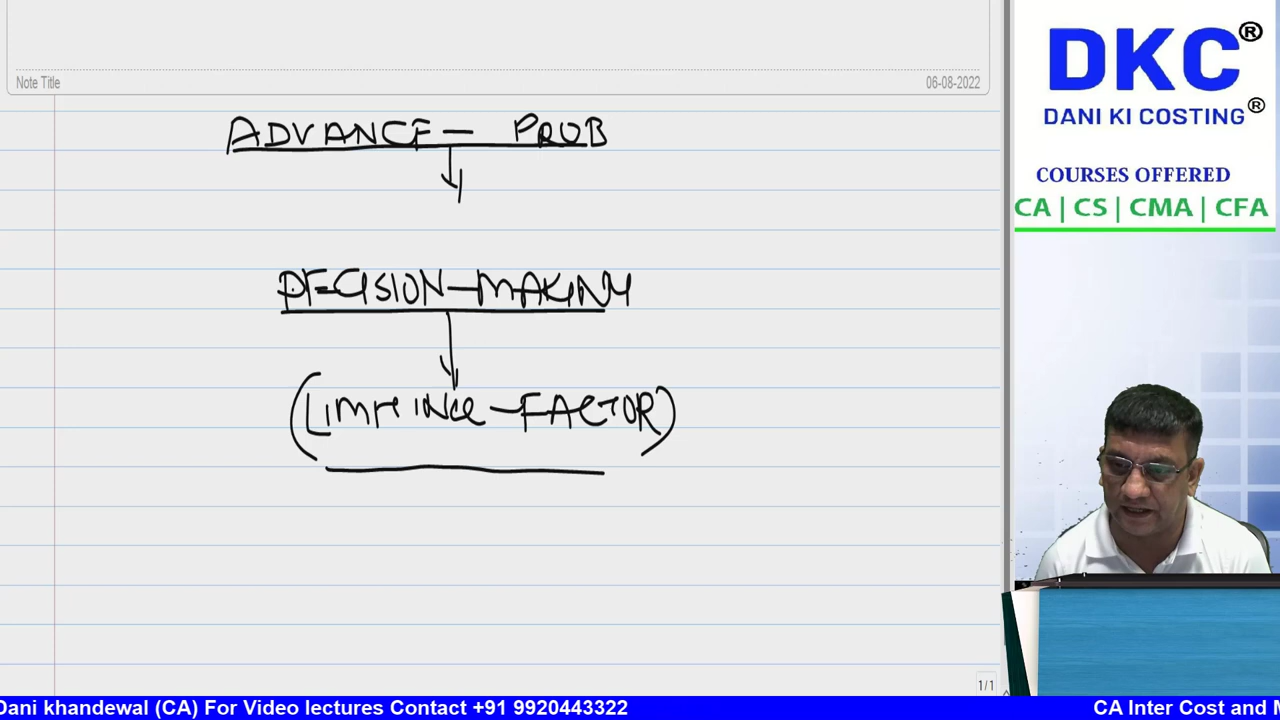 Note Title
06-08-2022
ADVANCE - PROB
DECISION - MAKING
(LIMITING - FACTOR)
1/1
DKC®
DANI KI COSTING®
COURSES OFFERED
CA | CS | CMA | CFA
Dani khandewal (CA) For Video lectures Contact +91 9920443322
CA Inter Cost and M